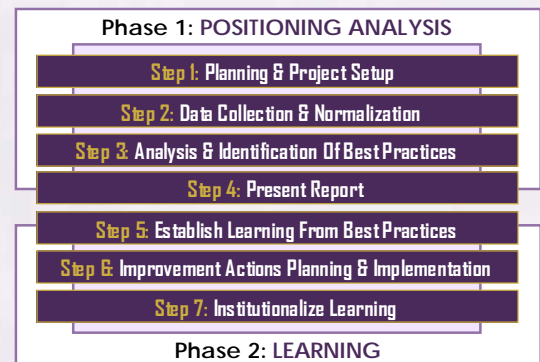 Phase 1: POSITIONING ANALYSIS
Step 1: Planning & Project Setup
Step 2: Data Collection & Normalization
Step 3: Analysis & Identification Of Best Practices
Step 4: Present Report
Step 5: Establish Learning From Best Practices
Step 6: Improvement Actions Planning & Implementation
Step 7: Institutionalize Learning
Phase 2: LEARNING